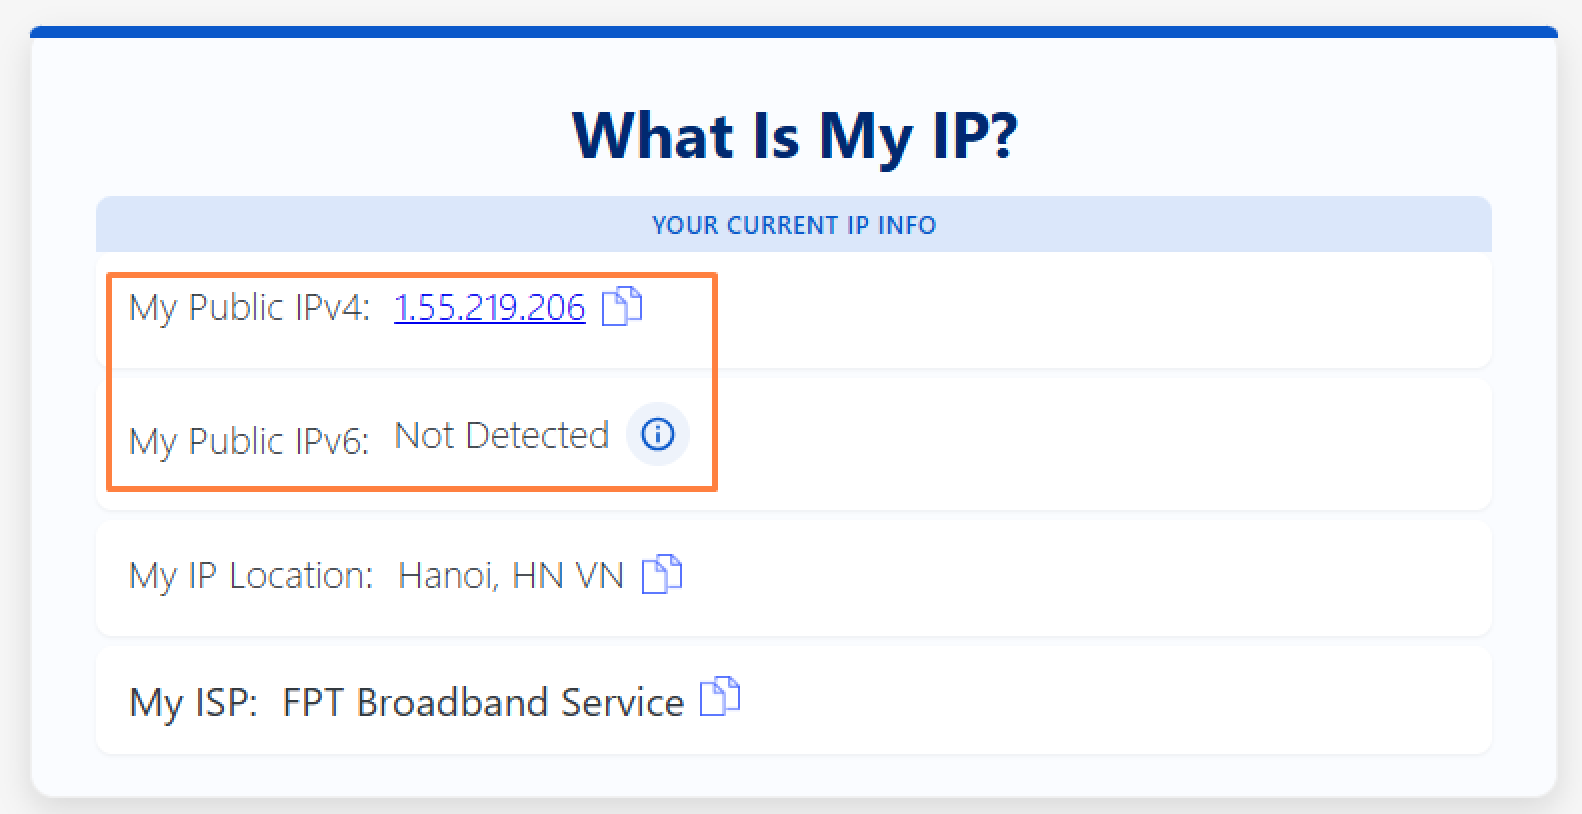 What Is My IP?
YOUR CURRENT IP INFO
My Public IPv4: 1.55.219.206
My Public IPv6: Not Detected
My IP Location: Hanoi, HN VN
My ISP: FPT Broadband Service